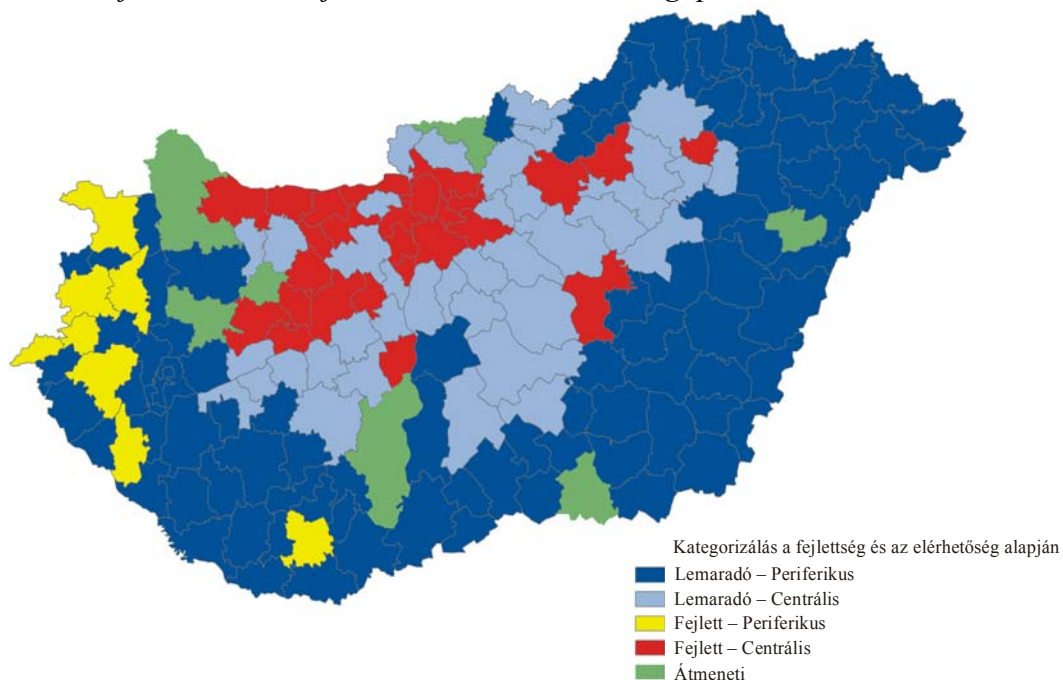 Kategorizálás a fejlettség és az elérhetőség alapján
Lemaradó – Periferikus
Lemaradó – Centrális
Fejlett – Periferikus
Fejlett – Centrális
Átmeneti